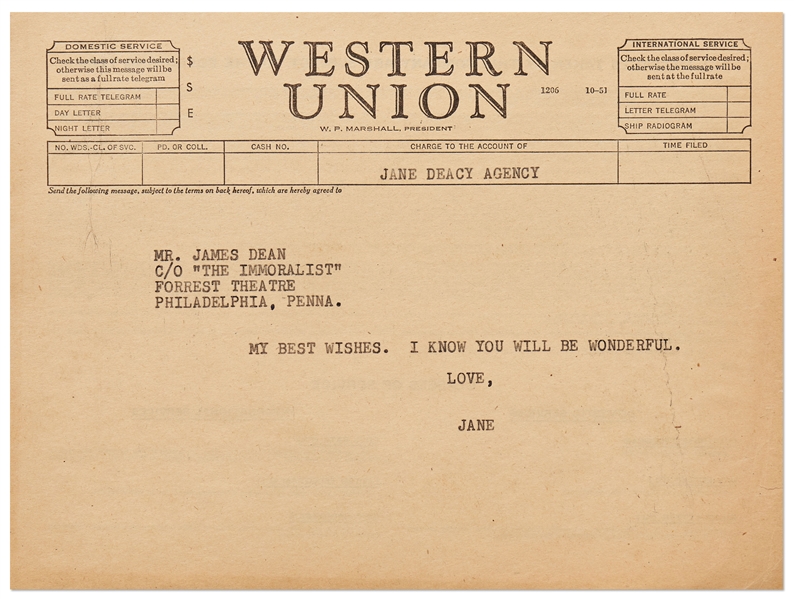 DOMESTIC SERVICE
Check the class of service desired;
otherwise this message will be
sent as a full rate telegram
FULL RATE TELEGRAM
DAY LETTER
NIGHT LETTER
$
S
E
WESTERN
UNION
1206 10-51
W. P. MARSHALL, PRESIDENT
INTERNATIONAL SERVICE
Check the class of service desired;
otherwise the message will be
sent at the full rate
FULL RATE
LETTER TELEGRAM
SHIP RADIOGRAM
NO. WDS.-CL. OF SVC. PD. OR COLL. CASH NO. CHARGE TO THE ACCOUNT OF TIME FILED
JANE DEACY AGENCY
Send the following message, subject to the terms on back hereof, which are hereby agreed to
MR. JAMES DEAN
C/O "THE IMMORALIST"
FORREST THEATRE
PHILADELPHIA, PENNA.
MY BEST WISHES. I KNOW YOU WILL BE WONDERFUL.
LOVE,
JANE